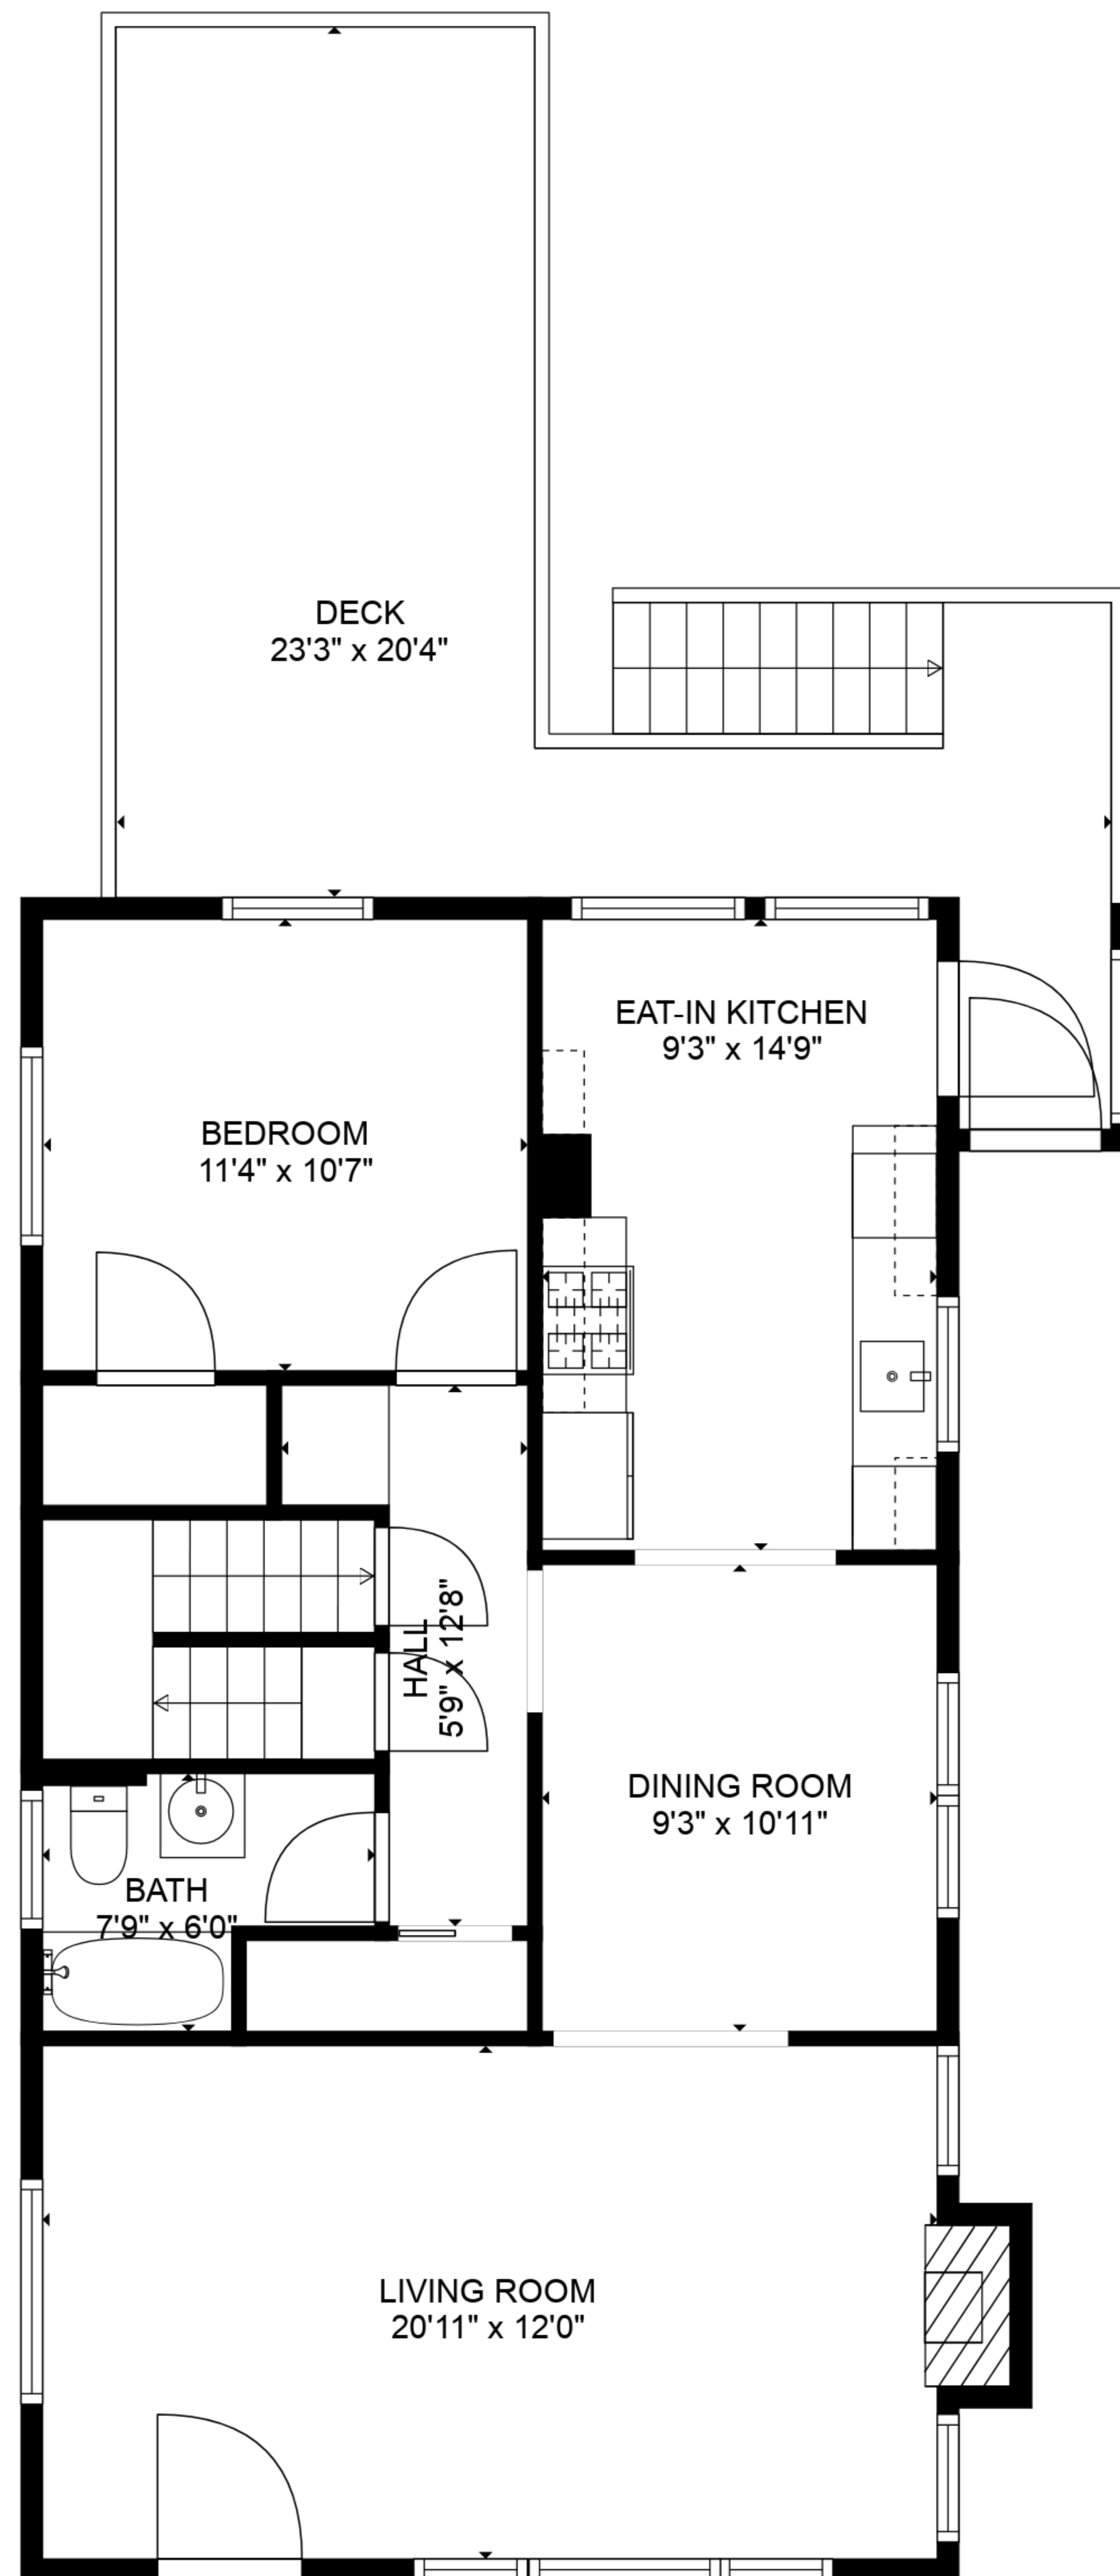 DECK
23'3" x 20'4"
EAT-IN KITCHEN
9'3" x 14'9"
BEDROOM
11'4" x 10'7"
HALL
5'9" x 12'8"
DINING ROOM
9'3" x 10'11"
BATH
7'9" x 6'0"
LIVING ROOM
20'11" x 12'0"